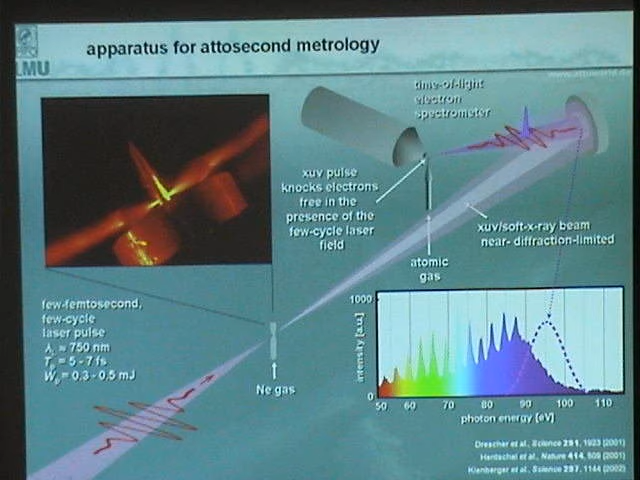 LMU
apparatus for attosecond metrology
www.attoworld.de
time-of-light
electron
spectrometer
xuv pulse
knocks electrons
free in the
presence of the
few-cycle laser
field
xuv/soft-x-ray beam
near- diffraction-limited
atomic
gas
few-femtosecond,
few-cycle
laser pulse
≈ 750 nm
= 5 - 7 fs
= 0.3 - 0.5 mJ
Ne gas
1000
intensity [a.u.]
0
50 60 70 80 90 100 110
photon energy [eV]
Drescher et al., Science 291, 1923 (2001)
Hentschel et al., Nature 414, 509 (2001)
Kienberger et al., Science 297, 1144 (2002)